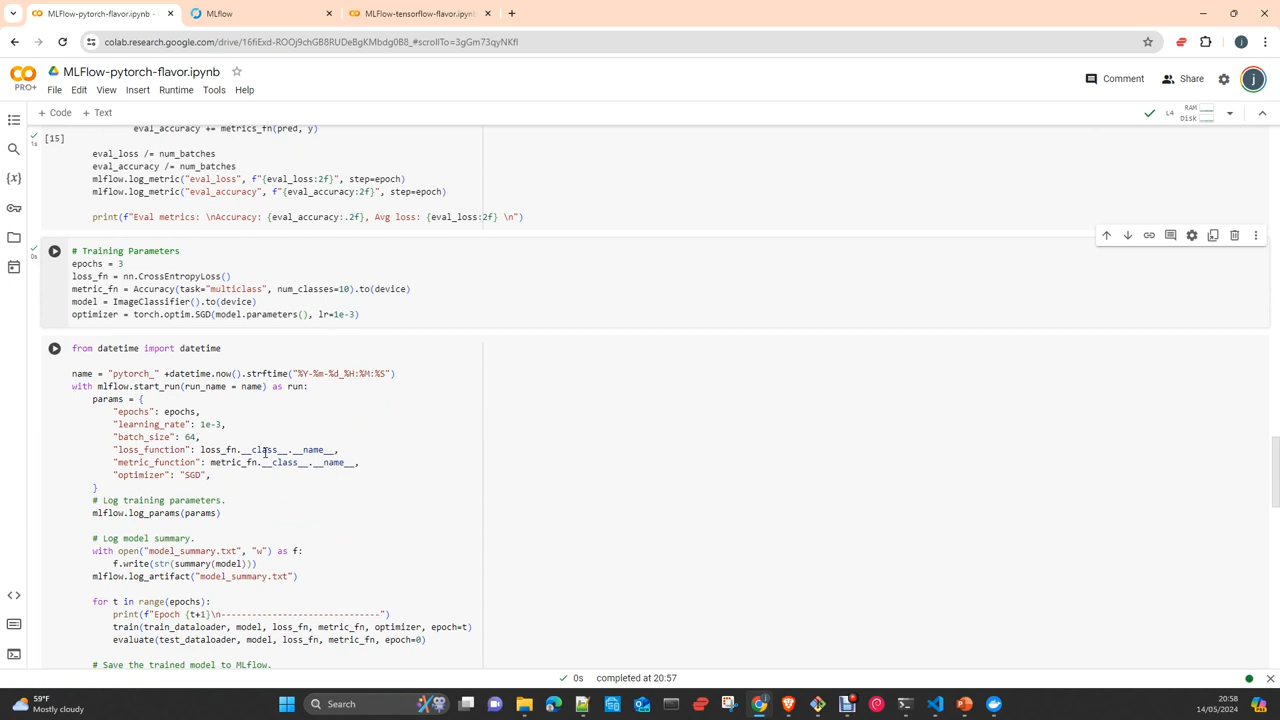 MLFlow-pytorch-flavor.ipynb -
MLflow
MLFlow-tensorflow-flavor.ipynb
colab.research.google.com/drive/16fiExd-ROOj9chGB8RUDeBgKMbdg0B8_#scrollTo=3gGm73qyNKfl
PRO+
MLFlow-pytorch-flavor.ipynb
File Edit View Insert Runtime Tools Help
Comment
Share
j
j
+ Code + Text
L4
RAM
Disk
[15]
1s
eval_accuracy += metrics_fn(pred, y)
eval_loss /= num_batches
eval_accuracy /= num_batches
mlflow.log_metric("eval_loss", f"{eval_loss:2f}", step=epoch)
mlflow.log_metric("eval_accuracy", f"{eval_accuracy:2f}", step=epoch)
print(f"Eval metrics: \nAccuracy: {eval_accuracy:.2f}, Avg loss: {eval_loss:2f} \n")
0s
# Training Parameters
epochs = 3
loss_fn = nn.CrossEntropyLoss()
metric_fn = Accuracy(task="multiclass", num_classes=10).to(device)
model = ImageClassifier().to(device)
optimizer = torch.optim.SGD(model.parameters(), lr=1e-3)
from datetime import datetime
name = "pytorch_" +datetime.now().strftime("%Y-%m-%d_%H:%M:%S")
with mlflow.start_run(run_name = name) as run:
params = {
"epochs": epochs,
"learning_rate": 1e-3,
"batch_size": 64,
"loss_function": loss_fn.__class__.__name__,
"metric_function": metric_fn.__class__.__name__,
"optimizer": "SGD",
}
# Log training parameters.
mlflow.log_params(params)
# Log model summary.
with open("model_summary.txt", "w") as f:
f.write(str(summary(model)))
mlflow.log_artifact("model_summary.txt")
for t in range(epochs):
print(f"Epoch {t+1}\n-------------------------------")
train(train_dataloader, model, loss_fn, metric_fn, optimizer, epoch=t)
evaluate(test_dataloader, model, loss_fn, metric_fn, epoch=0)
# Save the trained model to MLflow.
0s completed at 20:57
59°F
Mostly cloudy
Search
20:58
14/05/2024